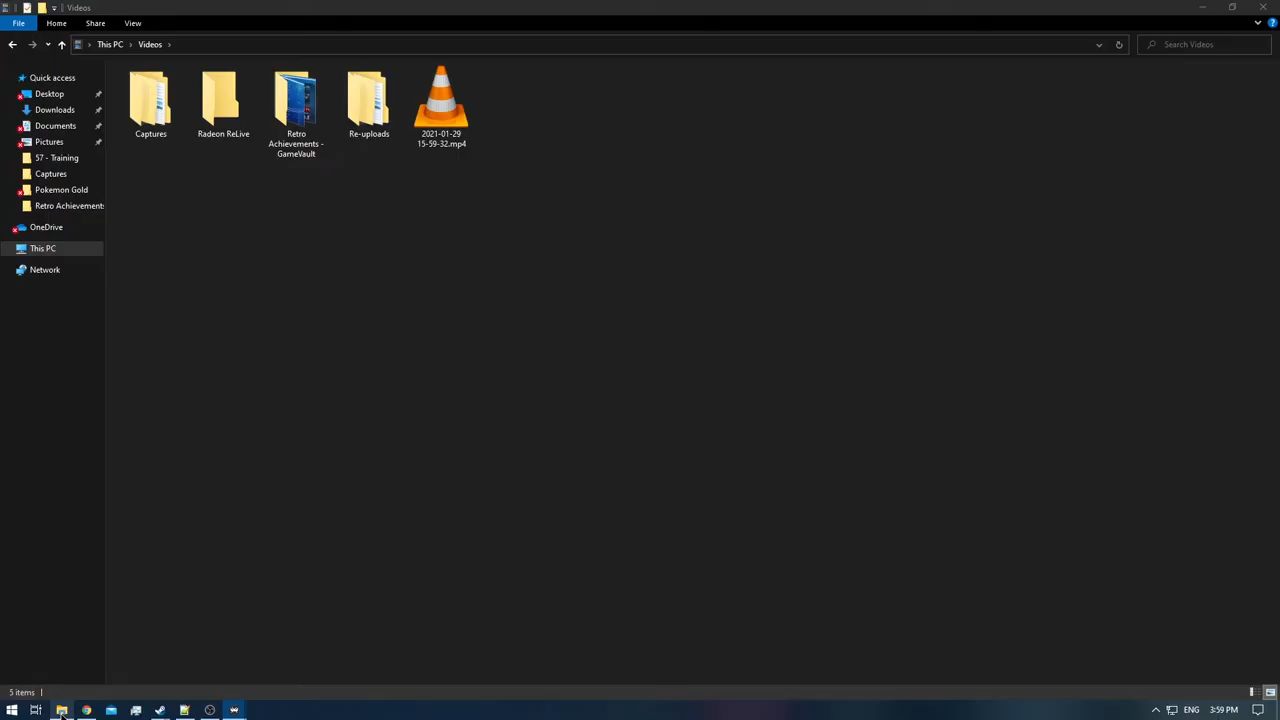 Videos
File Home Share View
This PC Videos Search Videos
Quick access
Desktop
Downloads
Documents
Pictures
57 - Training
Captures
Pokemon Gold
Retro Achievements
OneDrive
This PC
Network
Captures
Radeon ReLive
Retro
Achievements -
GameVault
Re-uploads
2021-01-29
15-59-32.mp4
5 items
ENG 3:59 PM